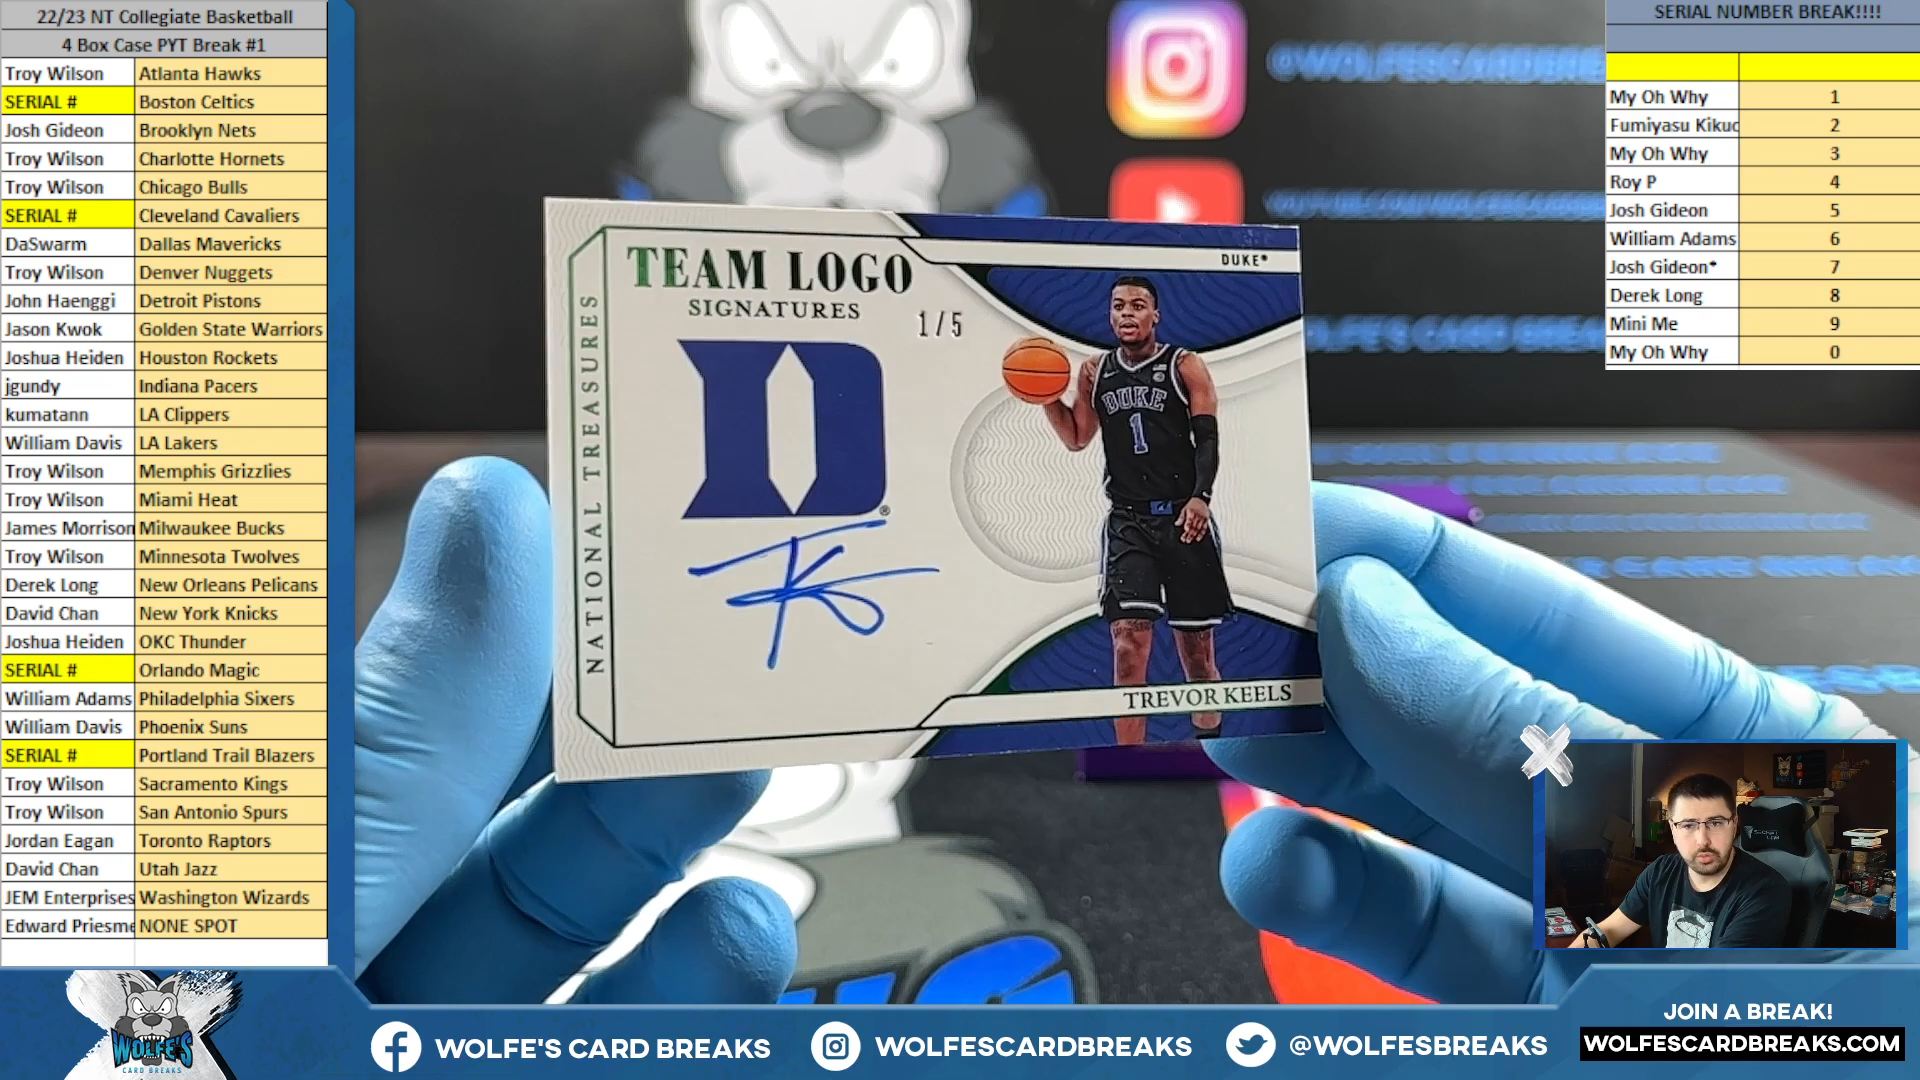 22/23 NT Collegiate Basketball
4 Box Case PYT Break #1
Troy Wilson Atlanta Hawks
SERIAL # Boston Celtics
Josh Gideon Brooklyn Nets
Troy Wilson Charlotte Hornets
Troy Wilson Chicago Bulls
SERIAL # Cleveland Cavaliers
DaSwarm Dallas Mavericks
Troy Wilson Denver Nuggets
John Haenggi Detroit Pistons
Jason Kwok Golden State Warriors
Joshua Heiden Houston Rockets
jgundy Indiana Pacers
kumatann LA Clippers
William Davis LA Lakers
Troy Wilson Memphis Grizzlies
Troy Wilson Miami Heat
James Morrison Milwaukee Bucks
Troy Wilson Minnesota Twolves
Derek Long New Orleans Pelicans
David Chan New York Knicks
Joshua Heiden OKC Thunder
SERIAL # Orlando Magic
William Adams Philadelphia Sixers
William Davis Phoenix Suns
SERIAL # Portland Trail Blazers
Troy Wilson Sacramento Kings
Troy Wilson San Antonio Spurs
Jordan Eagan Toronto Raptors
David Chan Utah Jazz
JEM Enterprises Washington Wizards
Edward Priesme NONE SPOT
NATIONAL TREASURES
TEAM LOGO
SIGNATURES
1/5
D
®
DUKE*
DUKE
1
TREVOR KEELS
SERIAL NUMBER BREAK!!!!
My Oh Why 1
Fumiyasu Kikuc 2
My Oh Why 3
Roy P 4
Josh Gideon 5
William Adams 6
Josh Gideon* 7
Derek Long 8
Mini Me 9
My Oh Why 0
WOLFE'S
CARD BREAKS
WOLFE'S CARD BREAKS
WOLFESCARDBREAKS
@WOLFESBREAKS
JOIN A BREAK!
WOLFESCARDBREAKS.COM